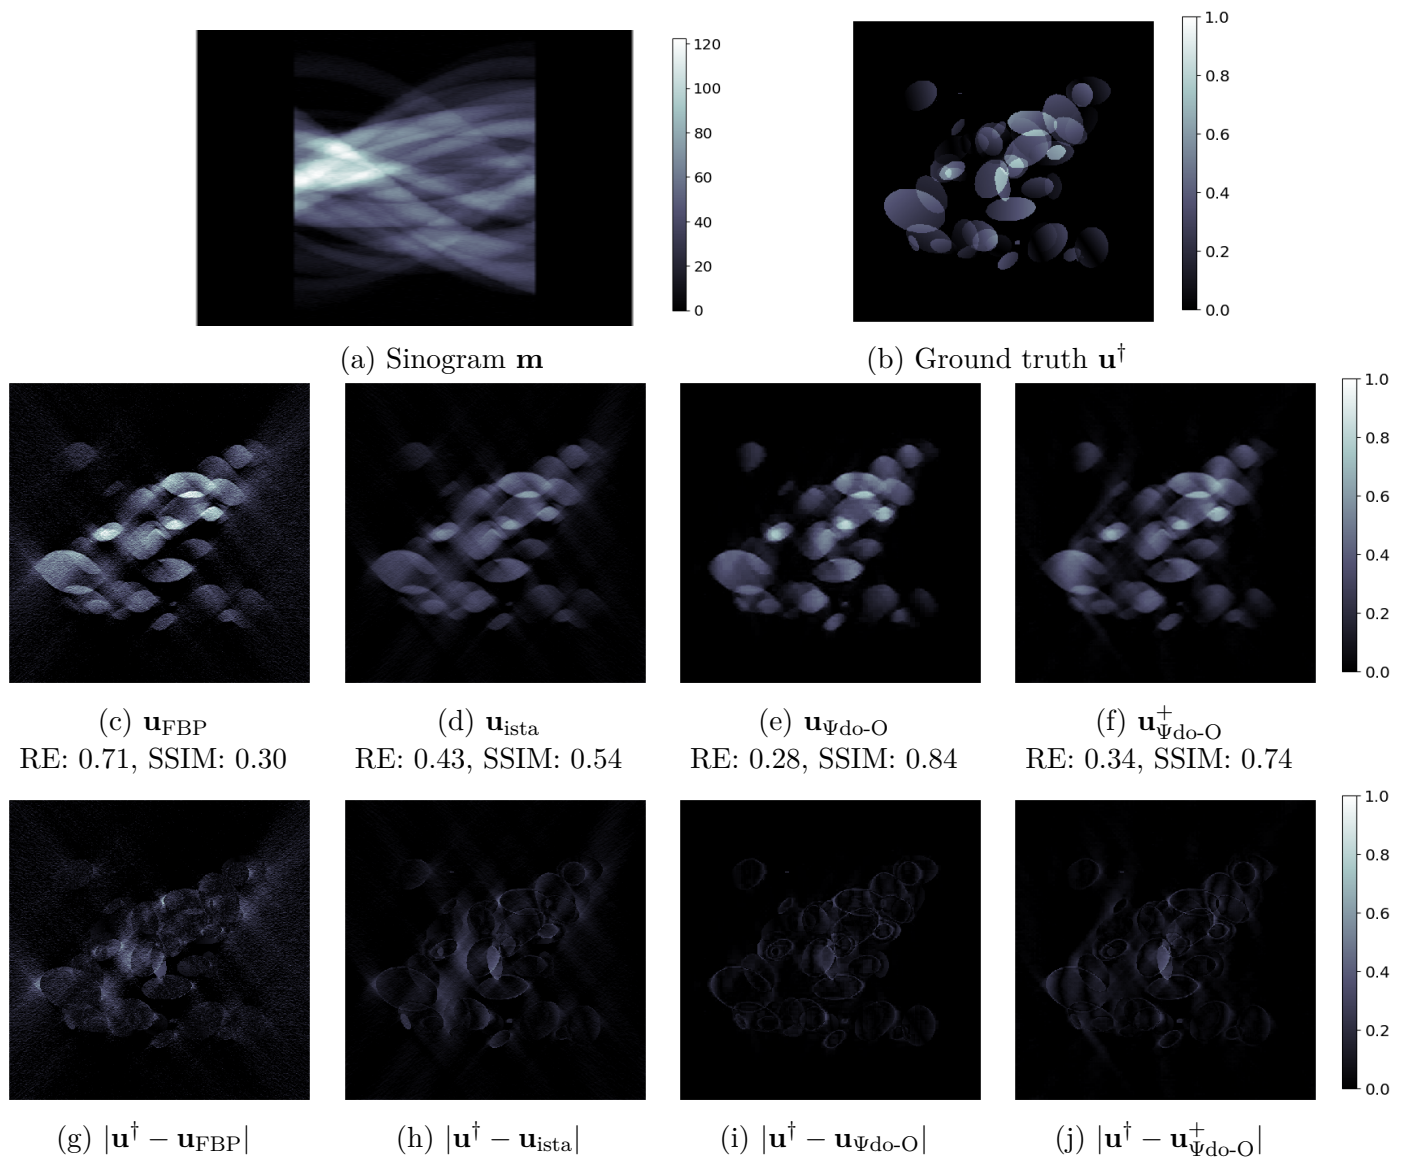 120
100
80
60
40
20
0
1.0
0.8
0.6
0.4
0.2
0.0
(a) Sinogram m
(b) Ground truth u†
1.0
0.8
0.6
0.4
0.2
0.0
(c) u_FBP
(d) u_ista
(e) u_Ψdo-O
(f) u⁺_Ψdo-O
RE: 0.71, SSIM: 0.30
RE: 0.43, SSIM: 0.54
RE: 0.28, SSIM: 0.84
RE: 0.34, SSIM: 0.74
1.0
0.8
0.6
0.4
0.2
0.0
(g) |u† − u_FBP|
(h) |u† − u_ista|
(i) |u† − u_Ψdo-O|
(j) |u† − u⁺_Ψdo-O|